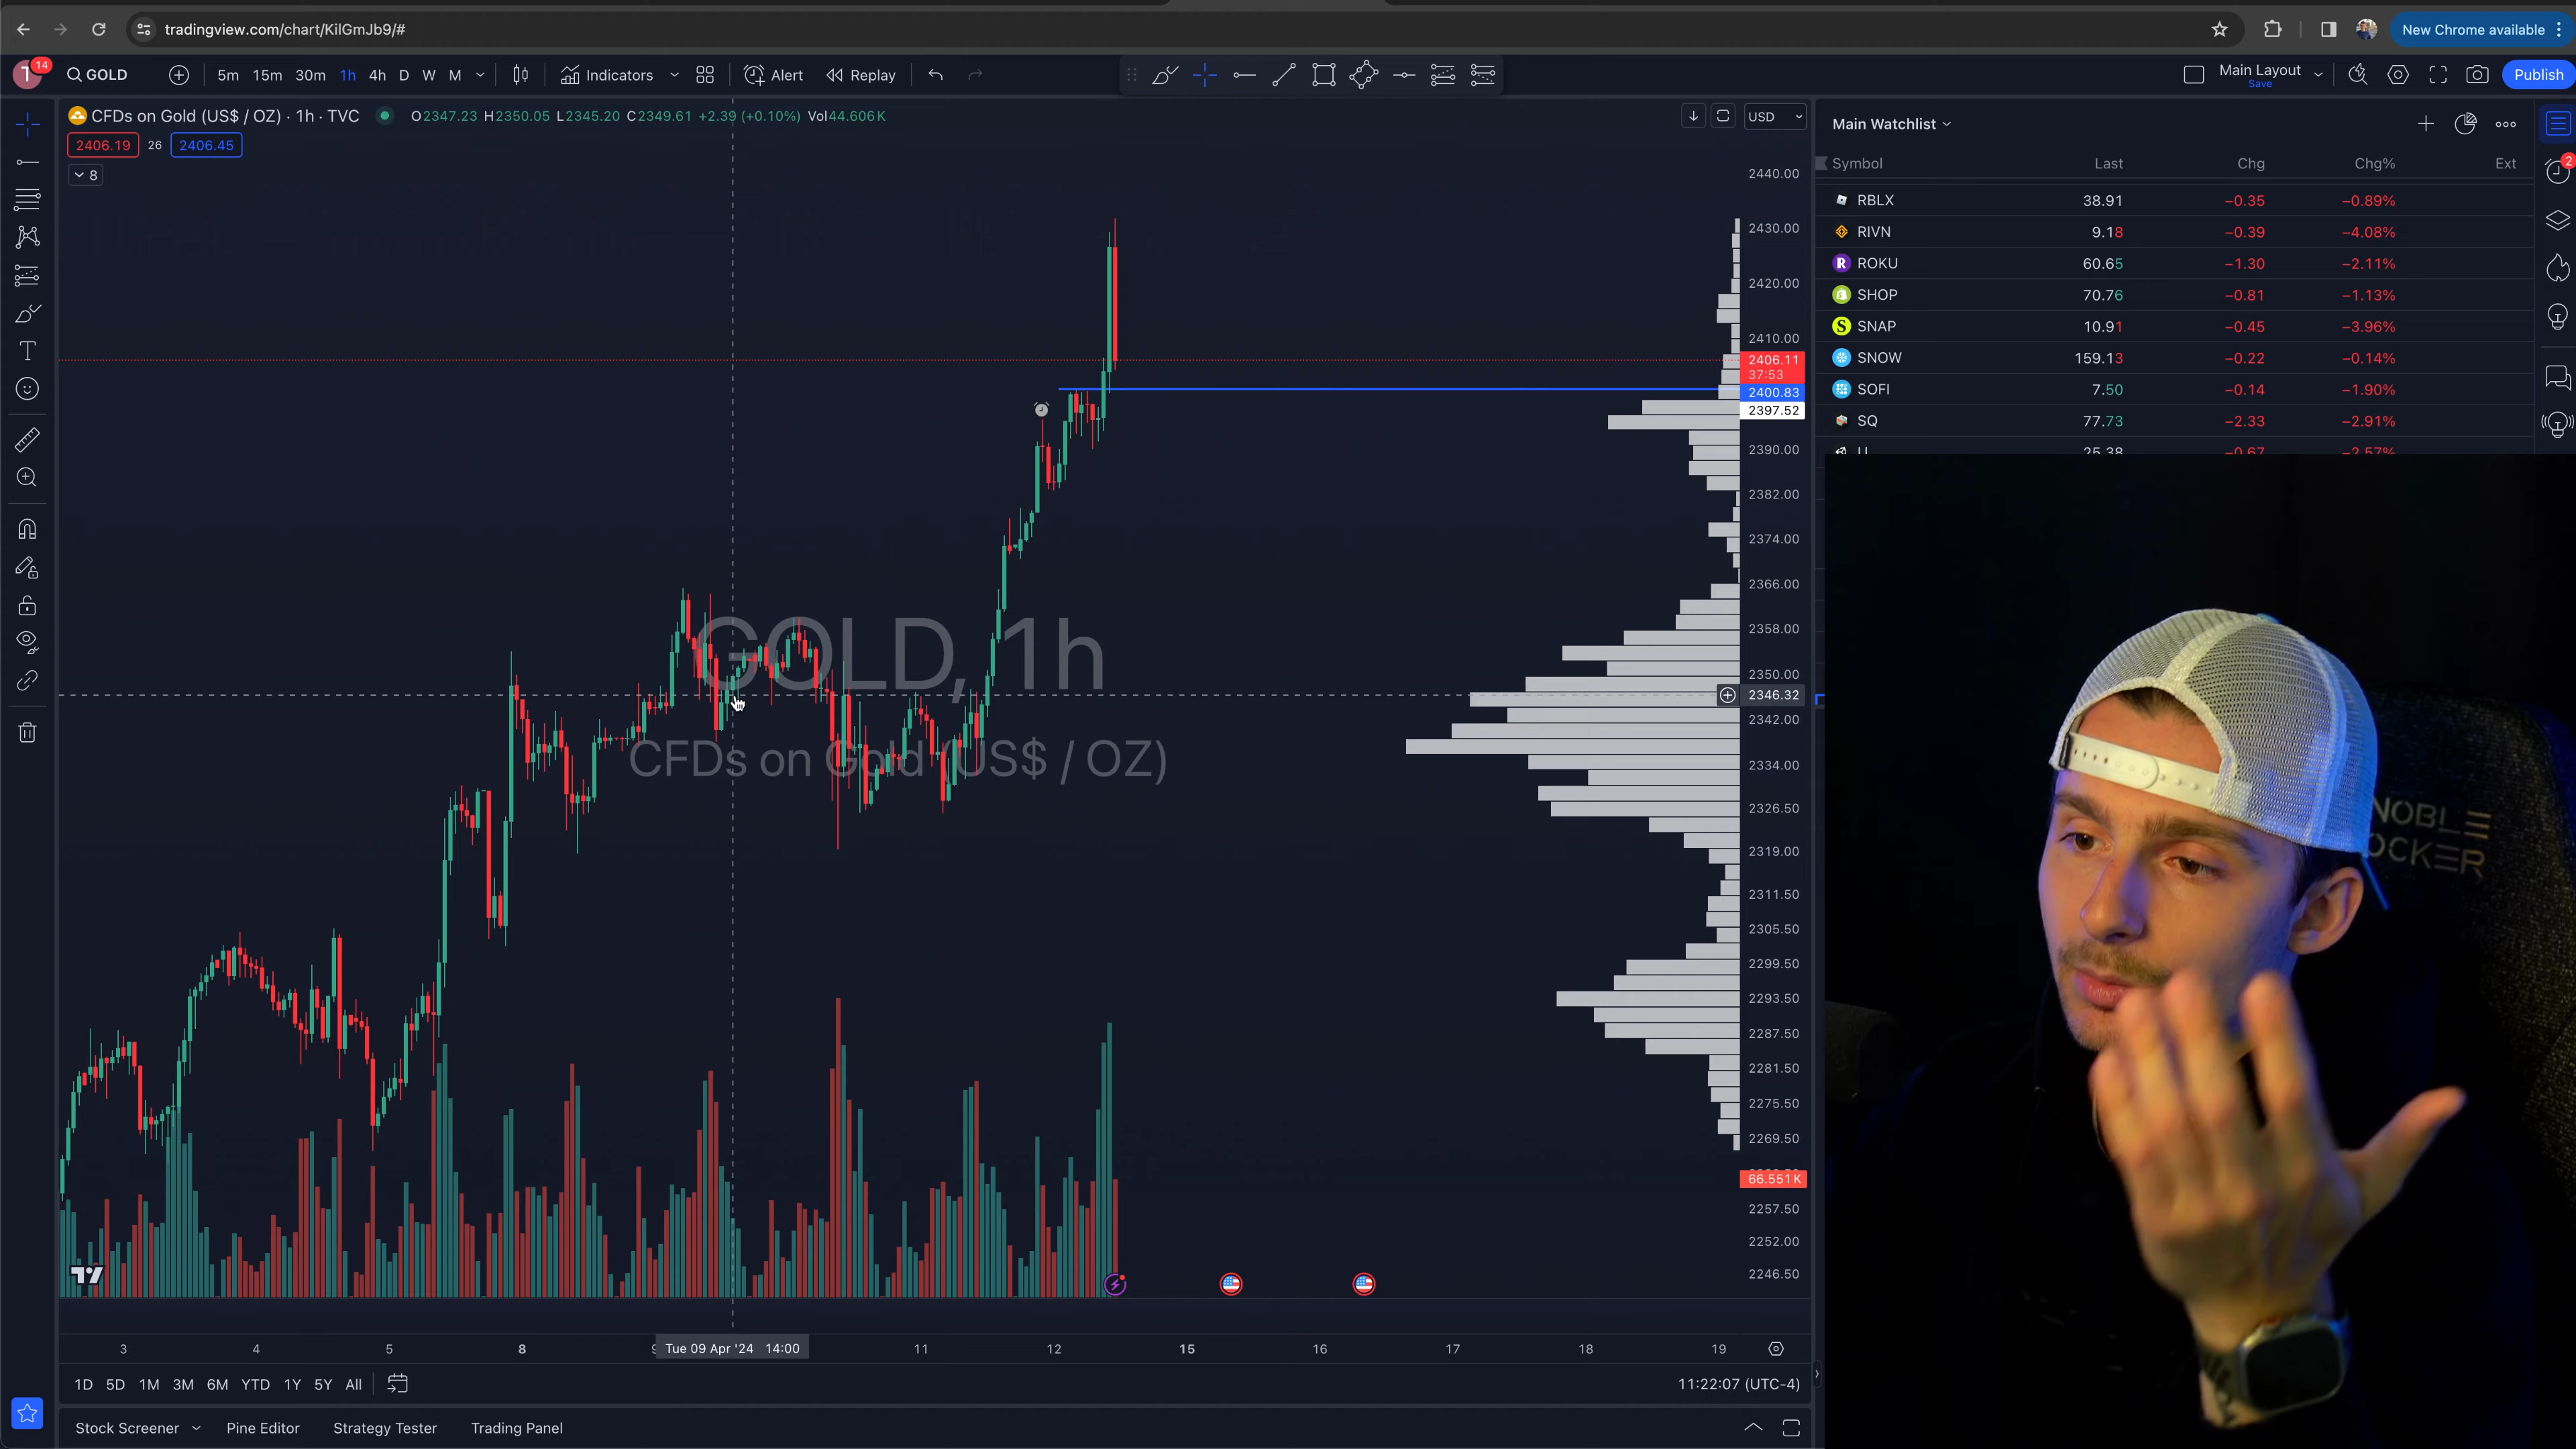 tradingview.com/chart/KilGmJb9/#
New Chrome available
14
GOLD
5m 15m 30m 1h 4h D W M
Indicators
Alert
Replay
Main Layout
Save
Publish
CFDs on Gold (US$ / OZ) · 1h · TVC
O2347.23 H2350.05 L2345.20 C2349.61 +2.39 (+0.10%) Vol44.606K
USD
2406.19 26 2406.45
8
Main Watchlist
2
Symbol Last Chg Chg% Ext
RBLX 38.91 −0.35 −0.89%
RIVN 9.18 −0.39 −4.08%
ROKU 60.65 −1.30 −2.11%
SHOP 70.76 −0.81 −1.13%
SNAP 10.91 −0.45 −3.96%
SNOW 159.13 −0.22 −0.14%
SOFI 7.50 −0.14 −1.90%
SQ 77.73 −2.33 −2.91%
U 25.38 −0.67 −2.57%
2440.00
2430.00
2420.00
2410.00
2406.11
37:53
2400.83
2397.52
2390.00
2382.00
2374.00
2366.00
2358.00
2350.00
2346.32
2342.00
2334.00
2326.50
2319.00
2311.50
2305.50
2299.50
2293.50
2287.50
2281.50
2275.50
2269.50
66.551K
2257.50
2252.00
2246.50
GOLD, 1h
CFDs on Gold (US$ / OZ)
NOBLE
3 4 5 8 Tue 09 Apr '24 14:00 11 12 15 16 17 18 19
1D 5D 1M 3M 6M YTD 1Y 5Y All
11:22:07 (UTC-4)
Stock Screener
Pine Editor
Strategy Tester
Trading Panel